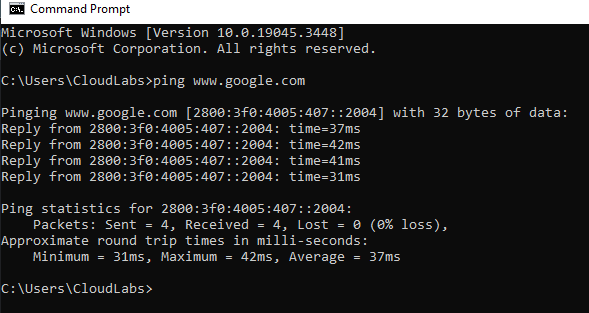 Command Prompt
Microsoft Windows [Version 10.0.19045.3448]
(c) Microsoft Corporation. All rights reserved.
C:\Users\CloudLabs>ping www.google.com
Pinging www.google.com [2800:3f0:4005:407::2004] with 32 bytes of data:
Reply from 2800:3f0:4005:407::2004: time=37ms
Reply from 2800:3f0:4005:407::2004: time=42ms
Reply from 2800:3f0:4005:407::2004: time=41ms
Reply from 2800:3f0:4005:407::2004: time=31ms
Ping statistics for 2800:3f0:4005:407::2004:
    Packets: Sent = 4, Received = 4, Lost = 0 (0% loss),
Approximate round trip times in milli-seconds:
    Minimum = 31ms, Maximum = 42ms, Average = 37ms
C:\Users\CloudLabs>